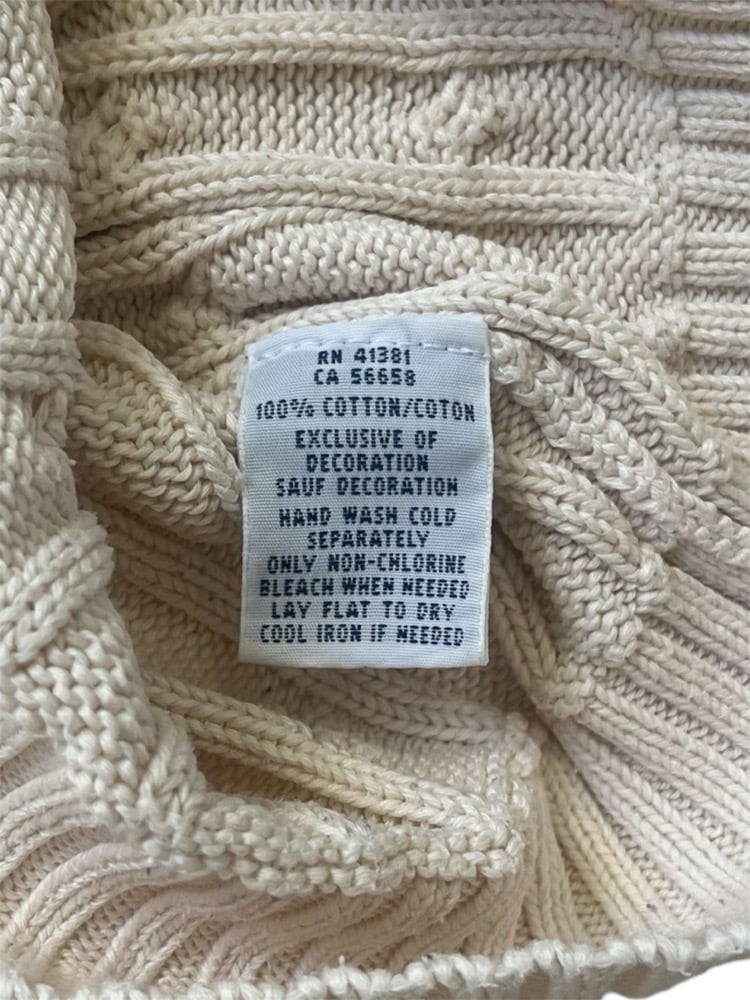 RN 41381
CA 56658
100% COTTON/COTON
EXCLUSIVE OF
DECORATION
SAUF DECORATION
HAND WASH COLD
SEPARATELY
ONLY NON-CHLORINE
BLEACH WHEN NEEDED
LAY FLAT TO DRY
COOL IRON IF NEEDED